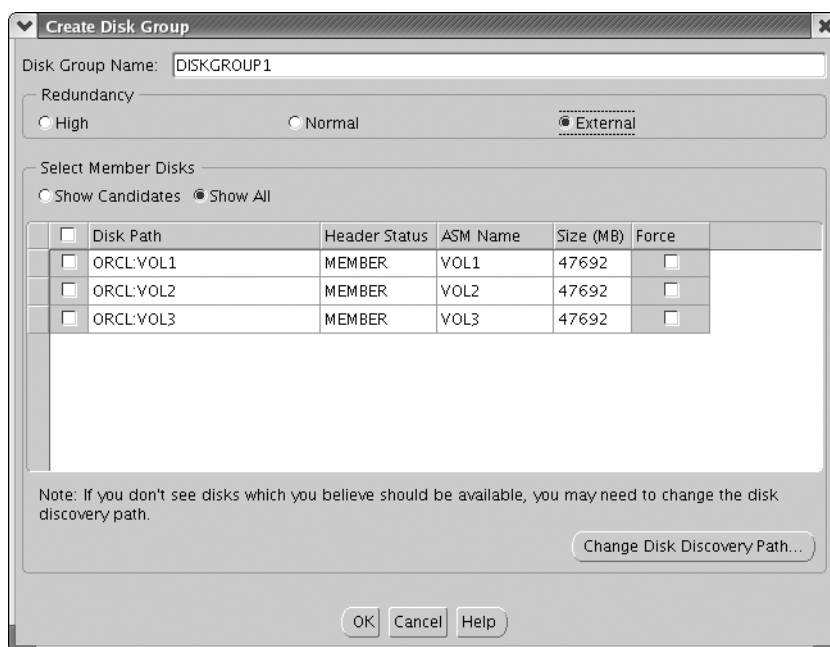 Create Disk Group
Disk Group Name: DISKGROUP1
Redundancy
High Normal External
Select Member Disks
Show Candidates Show All
Disk Path Header Status ASM Name Size (MB) Force
ORCL:VOL1 MEMBER VOL1 47692
ORCL:VOL2 MEMBER VOL2 47692
ORCL:VOL3 MEMBER VOL3 47692
Note: If you don't see disks which you believe should be available, you may need to change the disk
discovery path.
Change Disk Discovery Path...
OK Cancel Help